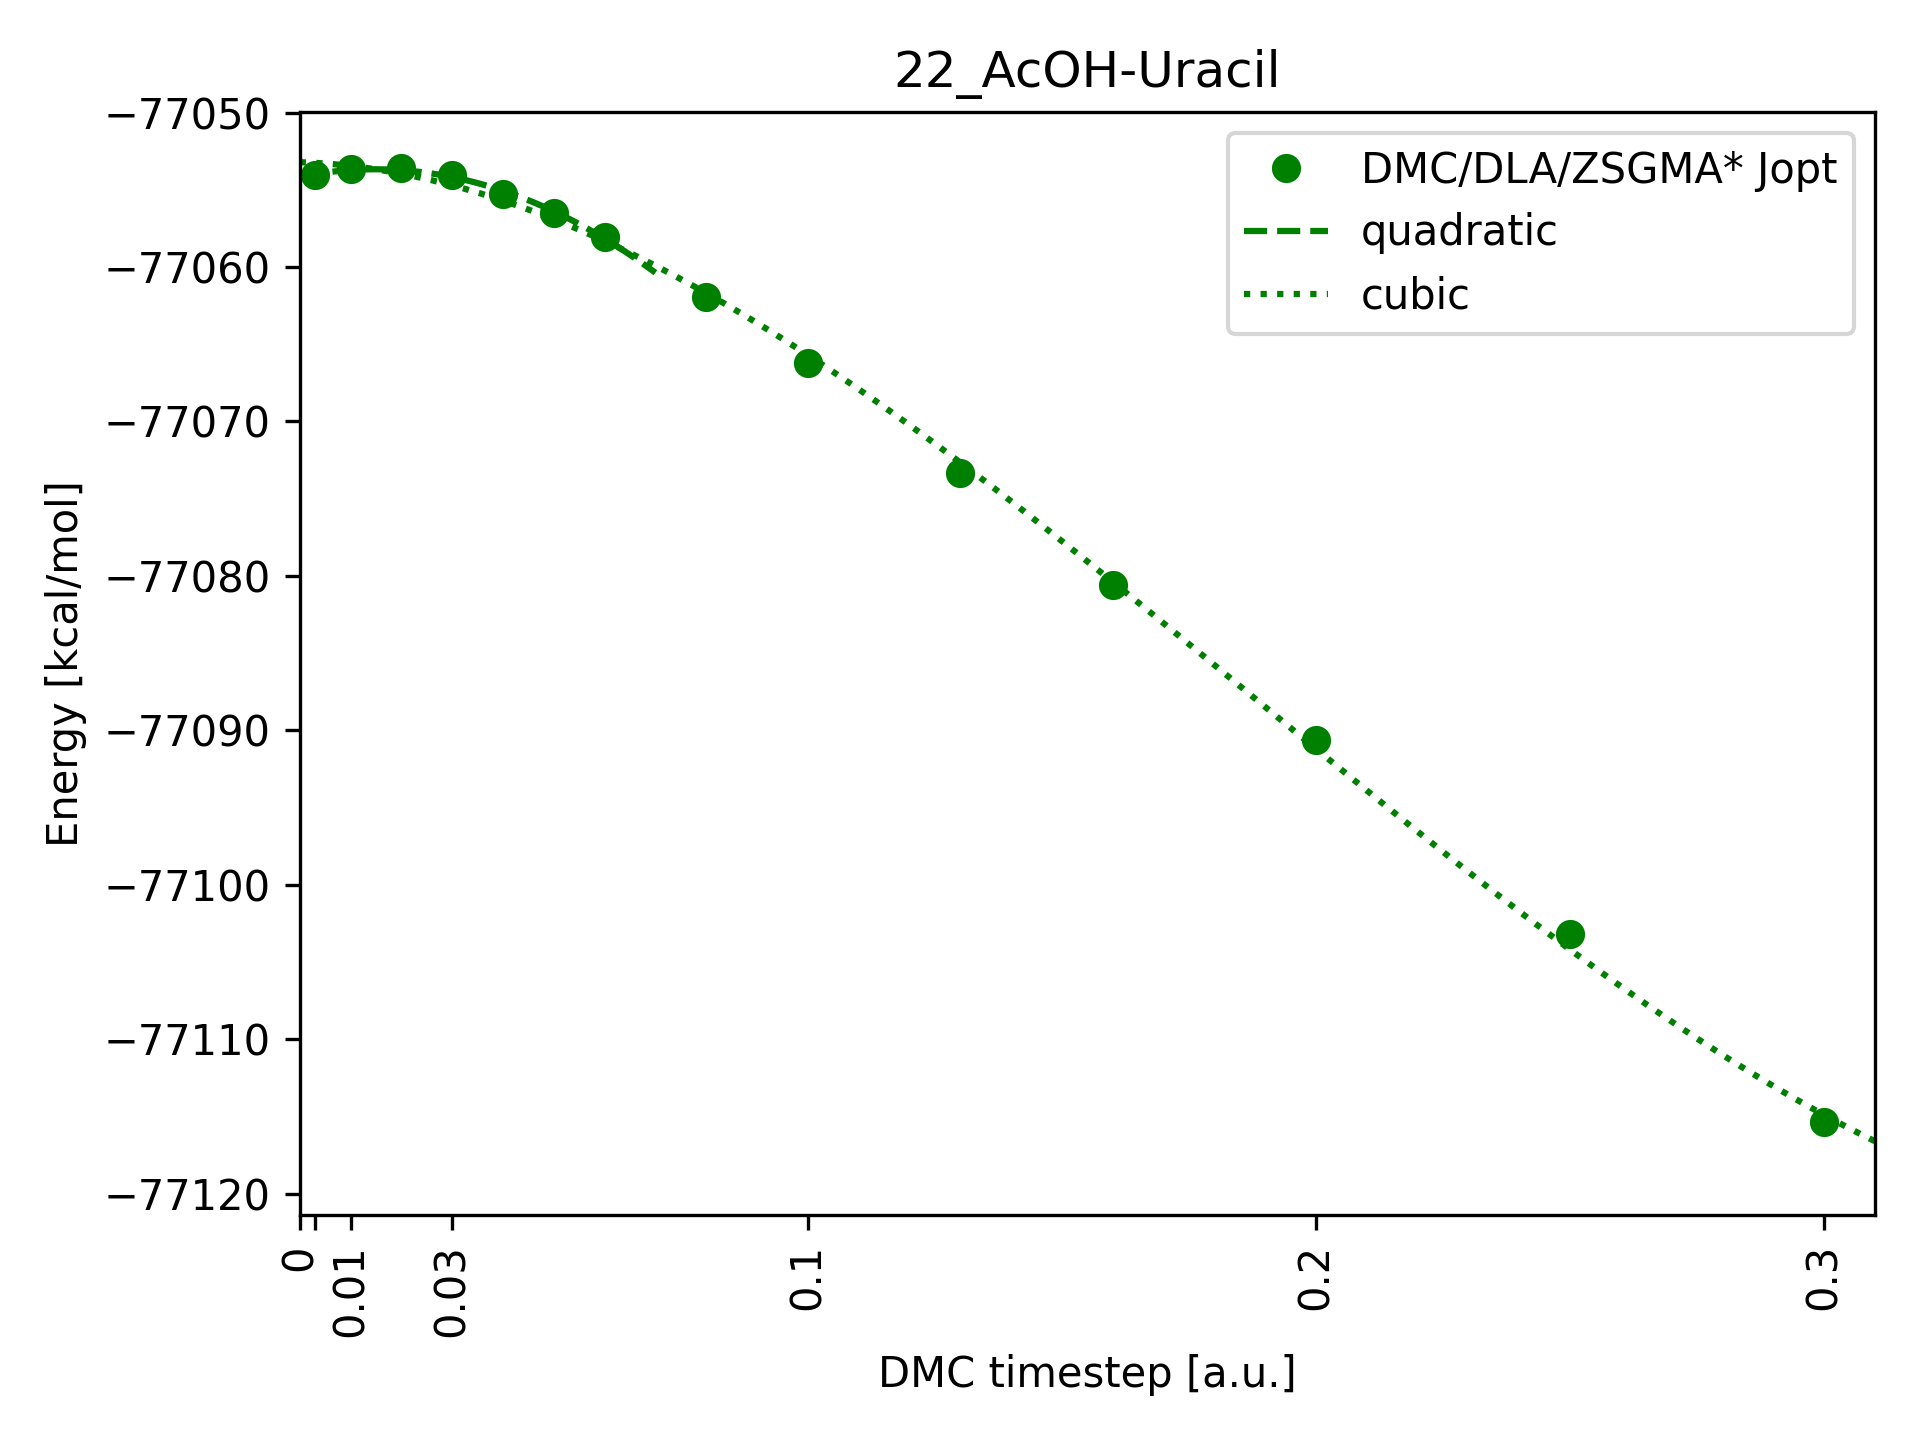 22_AcOH-Uracil
−77050
−77060
−77070
−77080
−77090
−77100
−77110
−77120
Energy [kcal/mol]
DMC/DLA/ZSGMA* Jopt
quadratic
cubic
0
0.01
0.03
0.1
0.2
0.3
DMC timestep [a.u.]